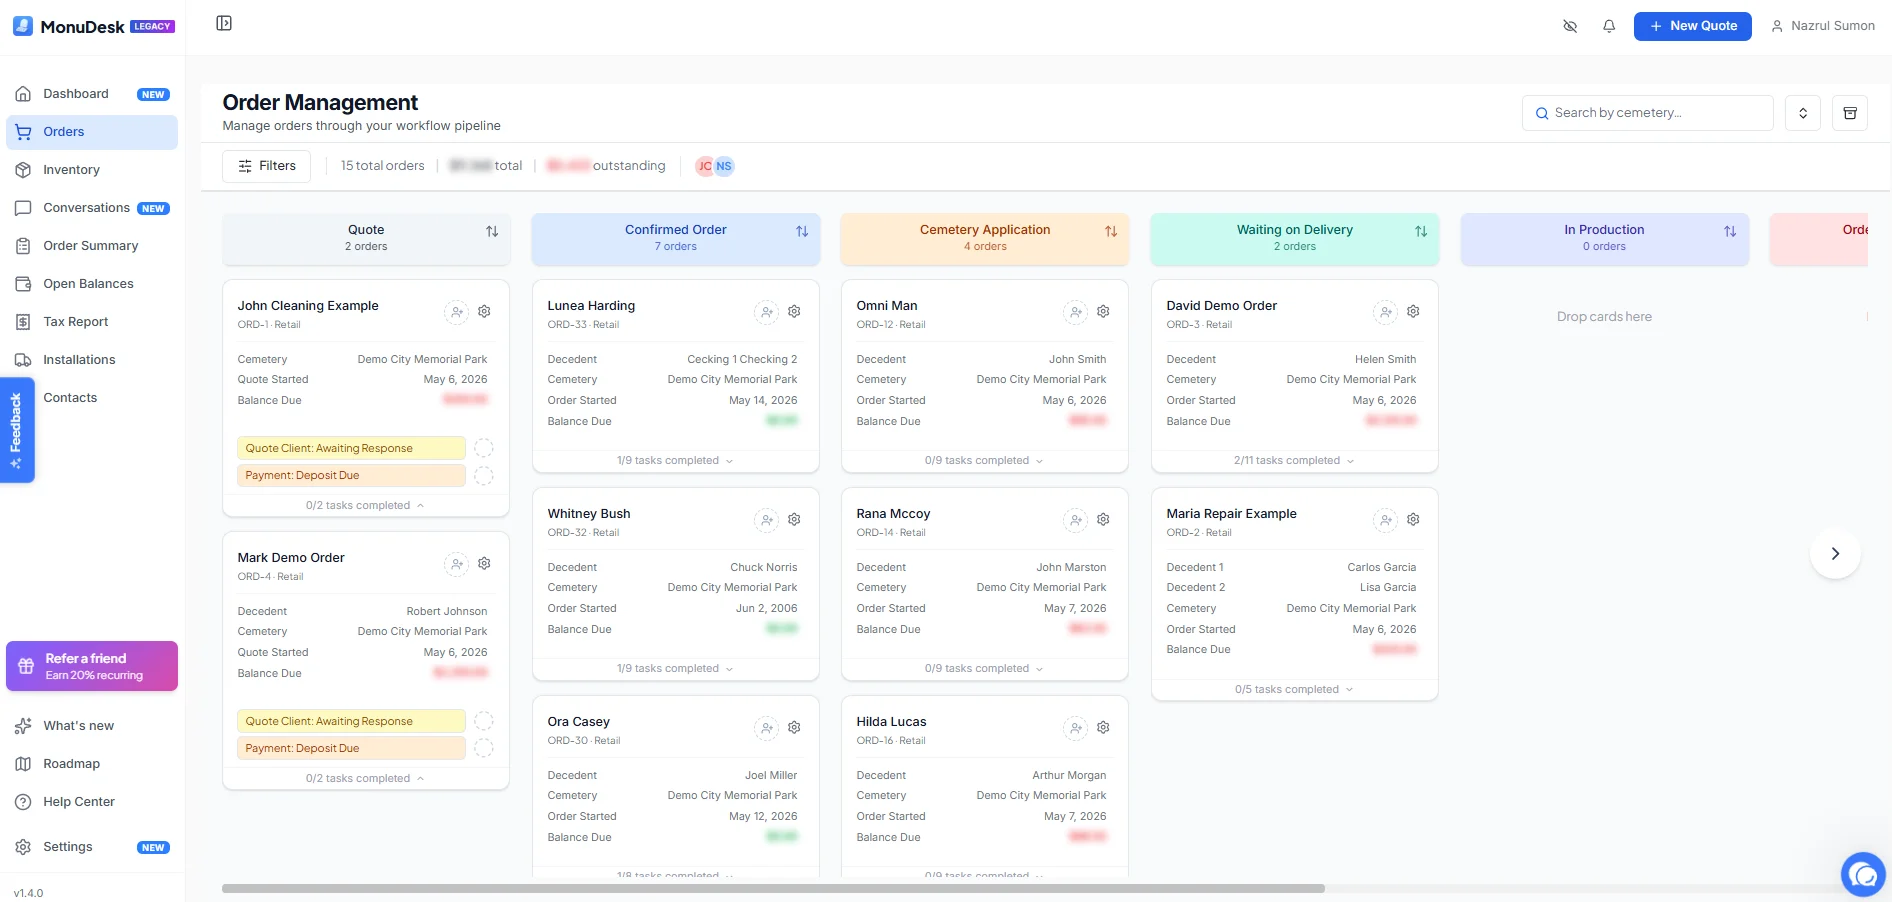 MonuDesk LEGACY
New Quote
Nazrul Sumon
Dashboard NEW
Orders
Inventory
Conversations NEW
Order Summary
Open Balances
Tax Report
Installations
Contacts
Feedback
Refer a friend
Earn 20% recurring
What's new
Roadmap
Help Center
Settings NEW
v1.4.0
Order Management
Manage orders through your workflow pipeline
Search by cemetery...
Filters
15 total orders
total
outstanding
JC NS
Quote
2 orders
John Cleaning Example
ORD-1 · Retail
Cemetery Demo City Memorial Park
Quote Started May 6, 2026
Balance Due
Quote Client: Awaiting Response
Payment: Deposit Due
0/2 tasks completed
Mark Demo Order
ORD-4 · Retail
Decedent Robert Johnson
Cemetery Demo City Memorial Park
Quote Started May 6, 2026
Balance Due
Quote Client: Awaiting Response
Payment: Deposit Due
0/2 tasks completed
Confirmed Order
7 orders
Lunea Harding
ORD-33 · Retail
Decedent Cecking 1 Checking 2
Cemetery Demo City Memorial Park
Order Started May 14, 2026
Balance Due
1/9 tasks completed
Whitney Bush
ORD-32 · Retail
Decedent Chuck Norris
Cemetery Demo City Memorial Park
Order Started Jun 2, 2006
Balance Due
1/9 tasks completed
Ora Casey
ORD-30 · Retail
Decedent Joel Miller
Cemetery Demo City Memorial Park
Order Started May 12, 2026
Balance Due
1/8 tasks completed
Cemetery Application
4 orders
Omni Man
ORD-12 · Retail
Decedent John Smith
Cemetery Demo City Memorial Park
Order Started May 6, 2026
Balance Due
0/9 tasks completed
Rana Mccoy
ORD-14 · Retail
Decedent John Marston
Cemetery Demo City Memorial Park
Order Started May 7, 2026
Balance Due
0/9 tasks completed
Hilda Lucas
ORD-16 · Retail
Decedent Arthur Morgan
Cemetery Demo City Memorial Park
Order Started May 7, 2026
Balance Due
0/9 tasks completed
Waiting on Delivery
2 orders
David Demo Order
ORD-3 · Retail
Decedent Helen Smith
Cemetery Demo City Memorial Park
Order Started May 6, 2026
Balance Due
2/11 tasks completed
Maria Repair Example
ORD-2 · Retail
Decedent 1 Carlos Garcia
Decedent 2 Lisa Garcia
Cemetery Demo City Memorial Park
Order Started May 6, 2026
Balance Due
0/5 tasks completed
In Production
0 orders
Drop cards here
Orde